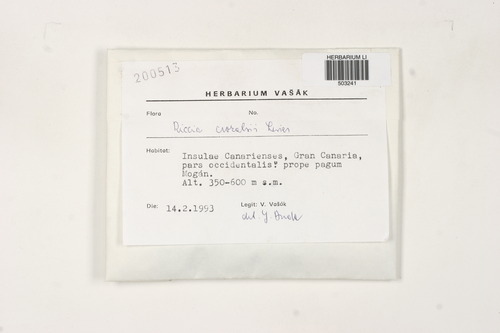 200513
HERBARIUM LI
503241
HERBARIUM VAŠÁK
Flora No.
Riccia crozalsii Levier
Habitat:
Insulae Canarienses, Gran Canaria,
pars occidentalis: prope pagum
Mogán.
Alt. 350-600 m s.m.
Die: 14.2.1993 Legit: V. Vašák
det J.